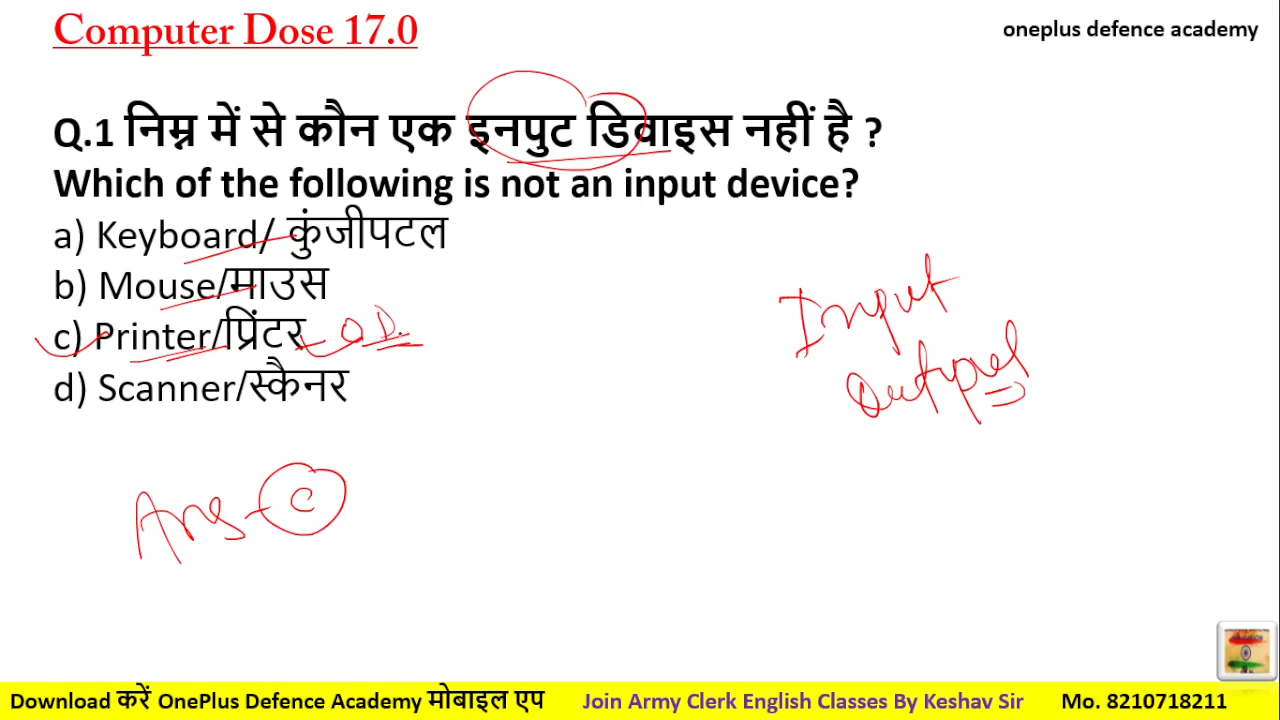 Computer Dose 17.0
oneplus defence academy
Q.1 निम्न में से कौन एक इनपुट डिवाइस नहीं है ?
Which of the following is not an input device?
a) Keyboard/ कुंजीपटल
b) Mouse/माउस
c) Printer/प्रिंटर - O D.
d) Scanner/स्कैनर
Input
Output
Ans - c
Download करें OnePlus Defence Academy मोबाइल एप Join Army Clerk English Classes By Keshav Sir Mo. 8210718211